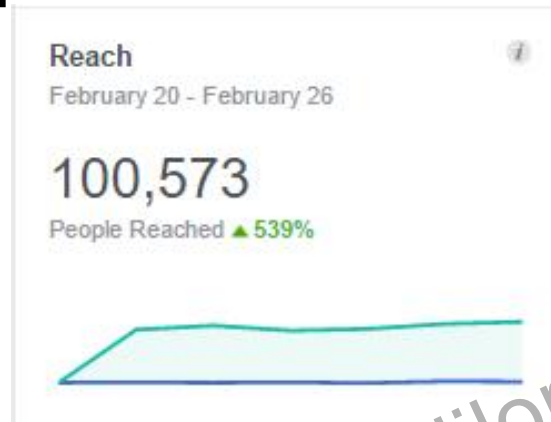 Reach
i
February 20 - February 26
100,573
People Reached ▲ 539%